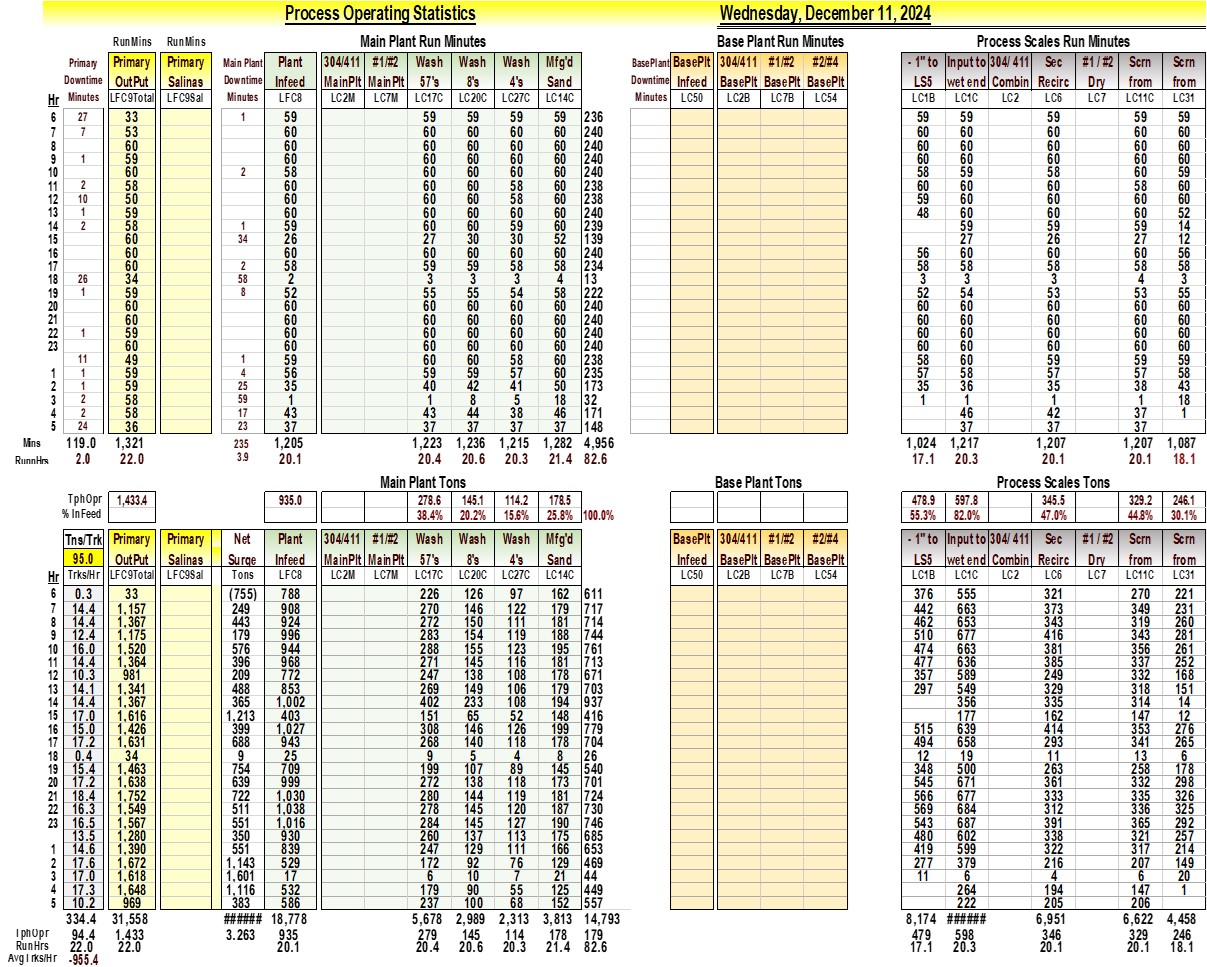 Process Operating Statistics Wednesday, December 11, 2024
RunMins RunMins Main Plant Run Minutes Base Plant Run Minutes Process Scales Run Minutes
Primary Primary Primary Main Plant Plant 304/411 #1/#2 Wash Wash Wash Mfg'd BasePlant BasePlt 304/411 #1/#2 #2/#4 - 1" to Input to 304/ 411 Sec #1 / #2 Scrn Scrn
Downtime OutPut Salinas Downtime Infeed MainPlt MainPlt 57's 8's 4's Sand Downtime Infeed BasePlt BasePlt BasePlt LS5 wet end Combin Recirc Dry from from
Hr Minutes LFC9Total LFC9Sal Minutes LFC8 LC2M LC7M LC17C LC20C LC27C LC14C Minutes LC50 LC2B LC7B LC54 LC1B LC1C LC2 LC6 LC7 LC11C LC31
6 27 33 1 59 59 59 59 59 236 59 59 59 59 59
7 7 53 60 60 60 60 60 240 60 60 60 60 60
8 60 60 60 60 60 60 240 60 60 60 60 60
9 1 59 60 60 60 60 60 240 60 60 60 60 60
10 60 2 58 60 60 60 60 240 58 59 58 60 59
11 2 58 60 60 60 58 60 238 60 60 60 58 60
12 10 50 60 60 60 58 60 238 59 60 60 60 60
13 1 59 60 60 60 60 60 240 48 60 60 60 52
14 2 58 1 59 60 60 59 60 239 60 59 59 14
15 60 34 26 27 30 30 52 139 27 26 27 12
16 60 60 60 60 60 60 240 56 60 60 60 56
17 60 2 58 59 59 58 58 234 58 58 58 58 58
18 26 34 58 2 3 3 3 4 13 3 3 3 4 3
19 1 59 8 52 55 55 54 58 222 52 54 53 53 55
20 60 60 60 60 60 60 240 60 60 60 60 60
21 60 60 60 60 60 60 240 60 60 60 60 60
22 1 59 60 60 60 60 60 240 60 60 60 60 60
23 60 60 60 60 60 60 240 60 60 60 60 60
11 49 1 59 60 60 58 60 238 58 60 59 59 59
1 1 59 4 56 59 59 57 60 235 57 58 57 57 58
2 1 59 25 35 40 42 41 50 173 35 36 35 38 43
3 2 58 59 1 1 8 5 18 32 1 1 1 1 18
4 2 58 17 43 43 44 38 46 171 46 42 37 1
5 24 36 23 37 37 37 37 37 148 37 37 37
Mins 119.0 1,321 235 1,205 1,223 1,236 1,215 1,282 4,956 1,024 1,217 1,207 1,207 1,087
RunnHrs 2.0 22.0 3.9 20.1 20.4 20.6 20.3 21.4 82.6 17.1 20.3 20.1 20.1 18.1
Main Plant Tons Base Plant Tons Process Scales Tons
TphOpr 1,433.4 935.0 278.6 145.1 114.2 178.5 478.9 597.8 345.5 329.2 246.1
% InFeed 38.4% 20.2% 15.6% 25.8% 100.0% 55.3% 82.0% 47.0% 44.8% 30.1%
Tns/Trk Primary Primary Net Plant 304/411 #1/#2 Wash Wash Wash Mfg'd BasePlt 304/411 #1/#2 #2/#4 - 1" to Input to 304/ 411 Sec #1 / #2 Scrn Scrn
95.0 OutPut Salinas Surge Infeed MainPlt MainPlt 57's 8's 4's Sand Infeed BasePlt BasePlt BasePlt LS5 wet end Combin Recirc Dry from from
Hr Trks/Hr LFC9Total LFC9Sal Tons LFC8 LC2M LC7M LC17C LC20C LC27C LC14C LC50 LC2B LC7B LC54 LC1B LC1C LC2 LC6 LC7 LC11C LC31
6 0.3 33 (755) 788 226 126 97 162 611 376 555 321 270 221
7 14.4 1,157 249 908 270 146 122 179 717 442 663 373 349 231
8 14.4 1,367 443 924 272 150 111 181 714 462 653 343 319 260
9 12.4 1,175 179 996 283 154 119 188 744 510 677 416 343 281
10 16.0 1,520 576 944 288 155 123 195 761 474 663 381 356 261
11 14.4 1,364 396 968 271 145 116 181 713 477 636 385 337 252
12 10.3 981 209 772 247 138 108 178 671 357 589 249 332 168
13 14.1 1,341 488 853 269 149 106 179 703 297 549 329 318 151
14 14.4 1,367 365 1,002 402 233 108 194 937 356 335 314 14
15 17.0 1,616 1,213 403 151 65 52 148 416 177 162 147 12
16 15.0 1,426 399 1,027 308 146 126 199 779 515 639 414 353 276
17 17.2 1,631 688 943 268 140 118 178 704 494 658 293 341 265
18 0.4 34 9 25 9 5 4 8 26 12 19 11 13 6
19 15.4 1,463 754 709 199 107 89 145 540 348 500 263 258 178
20 17.2 1,638 639 999 272 138 118 173 701 545 671 361 332 298
21 18.4 1,752 722 1,030 280 144 119 181 724 566 677 333 335 326
22 16.3 1,549 511 1,038 278 145 120 187 730 569 684 312 336 325
23 16.5 1,567 551 1,016 284 145 127 190 746 543 687 391 365 292
13.5 1,280 350 930 260 137 113 175 685 480 602 338 321 257
1 14.6 1,390 551 839 247 129 111 166 653 419 599 322 317 214
2 17.6 1,672 1,143 529 172 92 76 129 469 277 379 216 207 149
3 17.0 1,618 1,601 17 6 10 7 21 44 11 6 4 6 20
4 17.3 1,648 1,116 532 179 90 55 125 449 264 194 147 1
5 10.2 969 383 586 237 100 68 152 557 222 205 206
334.4 31,558 ###### 18,778 5,678 2,989 2,313 3,813 14,793 8,174 ###### 6,951 6,622 4,458
TphOpr 94.4 1,433 3.263 935 279 145 114 178 179 479 598 346 329 246
RunHrs 22.0 22.0 20.1 20.4 20.6 20.3 21.4 82.6 17.1 20.3 20.1 20.1 18.1
Avg Trks/Hr -955.4